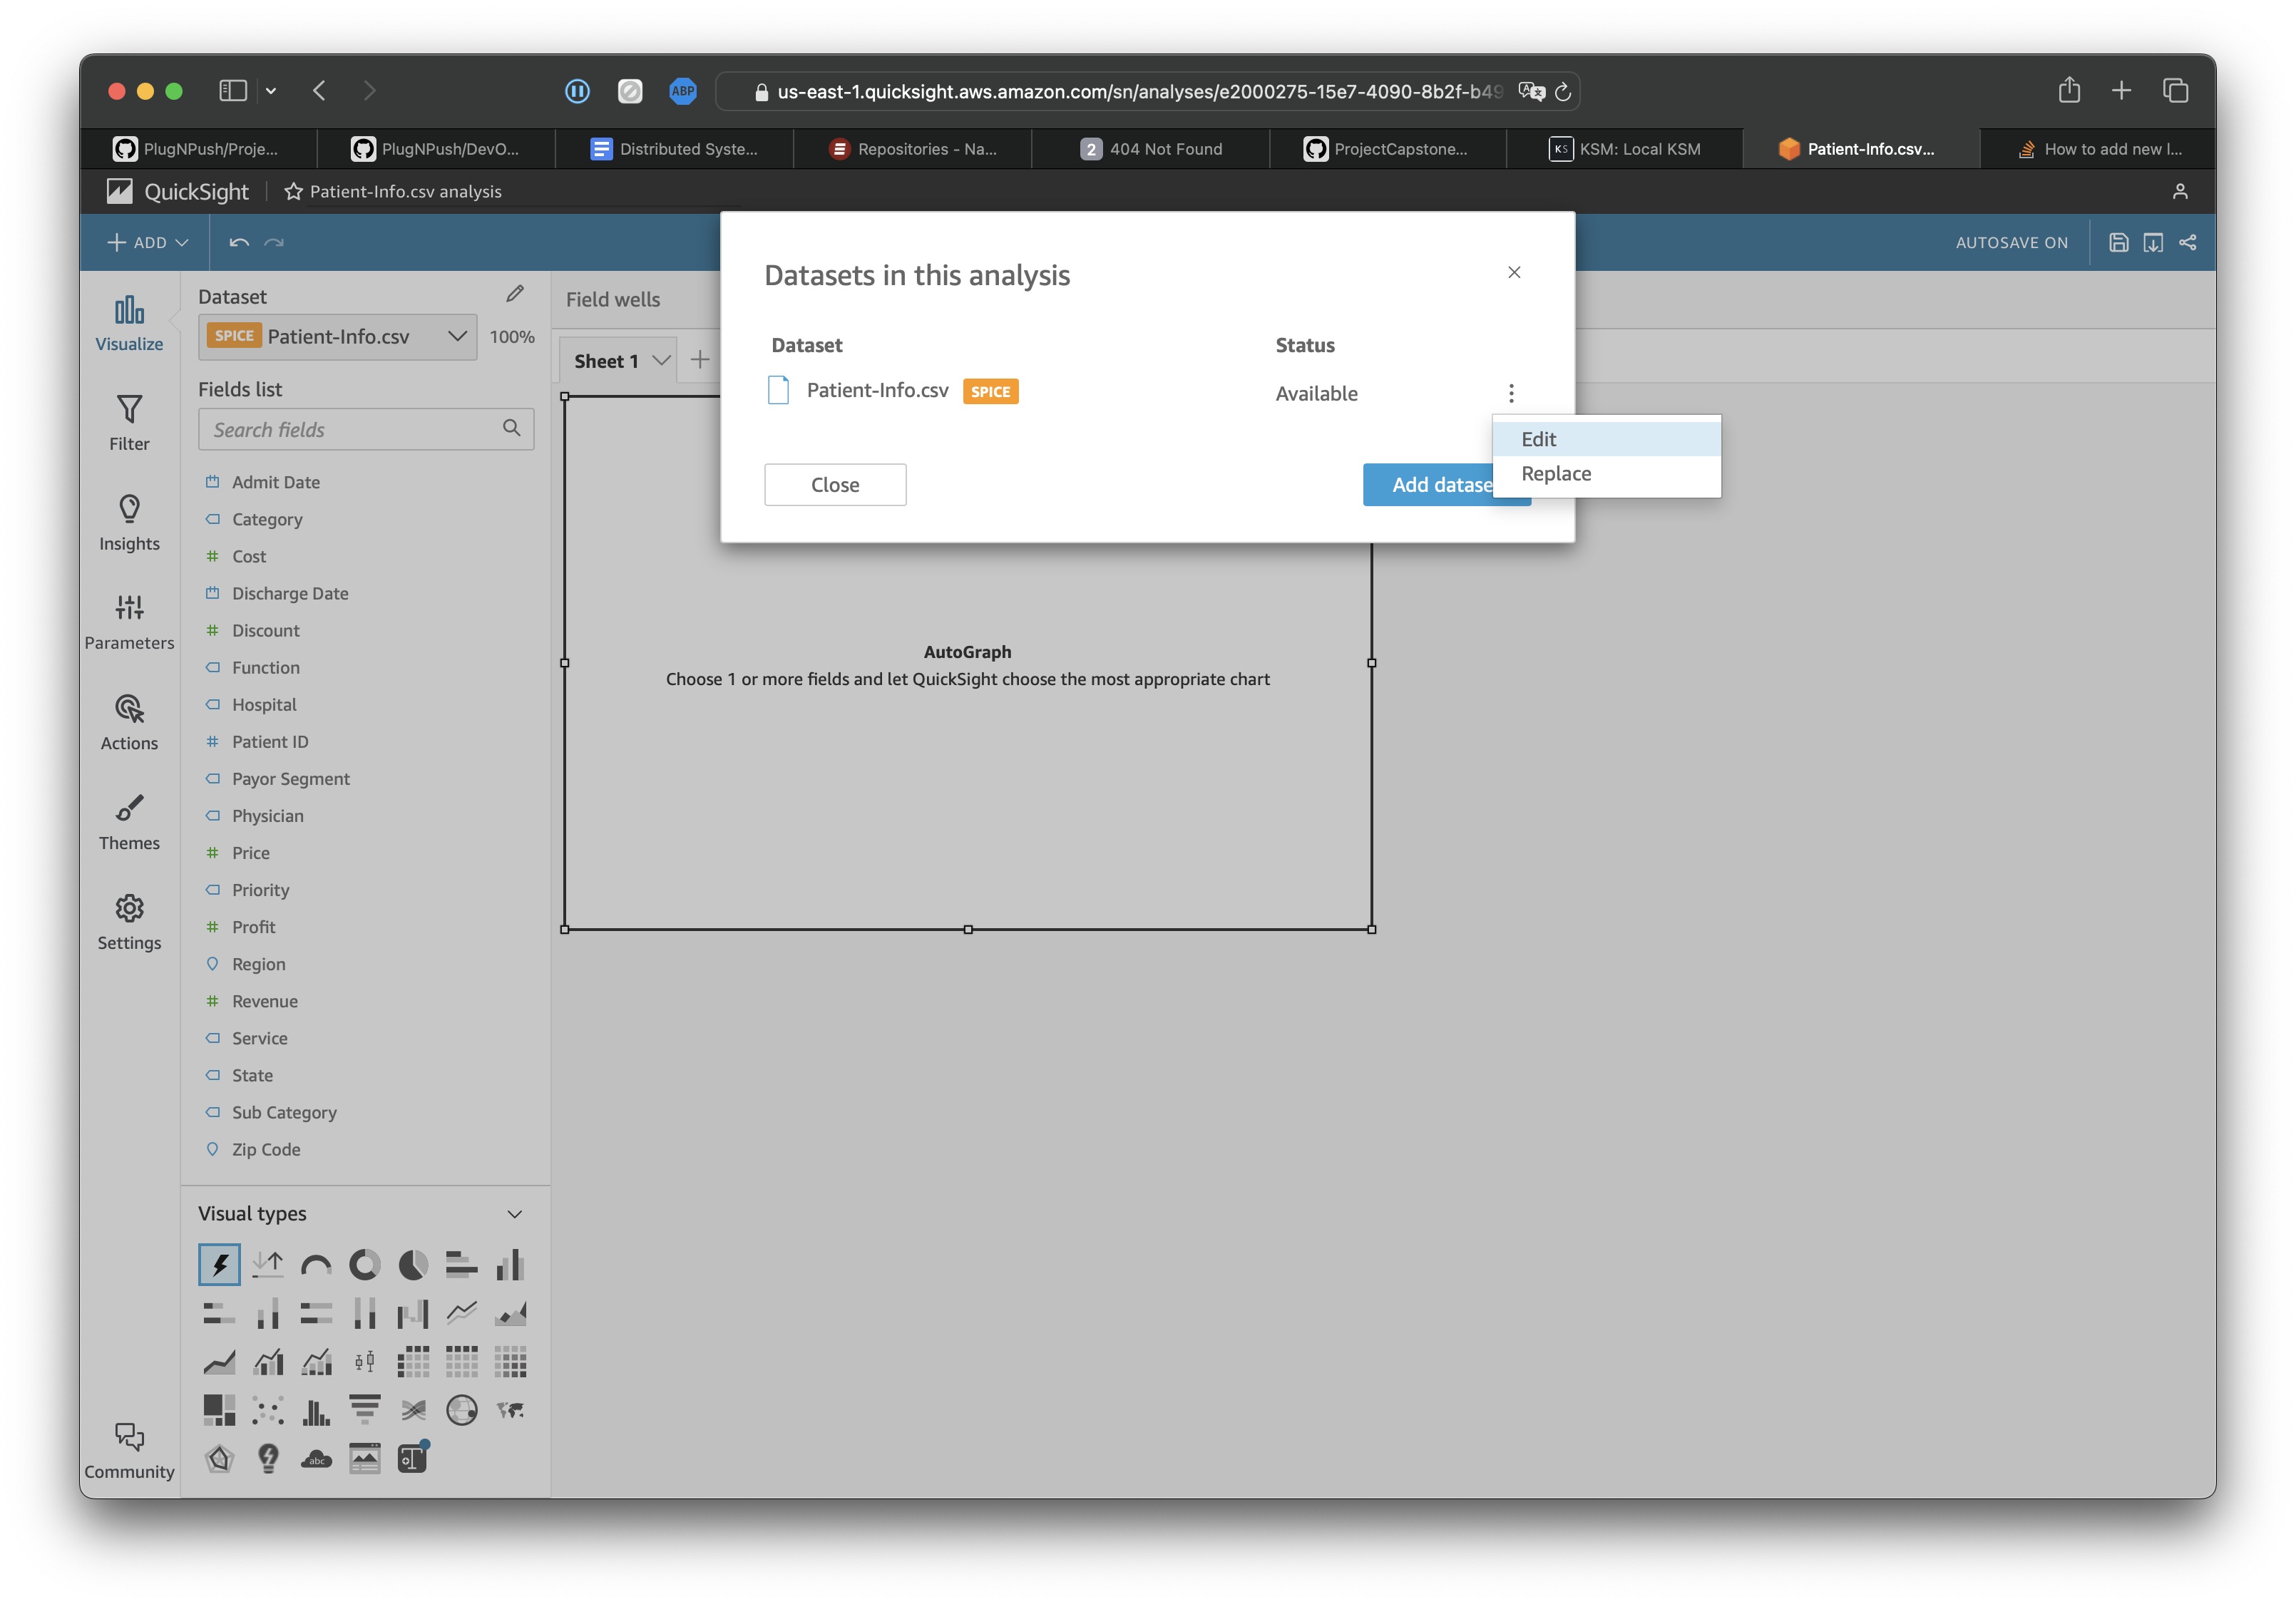 ABP
us-east-1.quicksight.aws.amazon.com/sn/analyses/e2000275-15e7-4090-8b2f-b49
PlugNPush/Proje...
PlugNPush/DevO...
Distributed Syste...
Repositories - Na...
2 404 Not Found
ProjectCapstone...
KS KSM: Local KSM
Patient-Info.csv...
How to add new l...
QuickSight
Patient-Info.csv analysis
ADD
AUTOSAVE ON
Visualize
Filter
Insights
Parameters
Actions
Themes
Settings
Community
Dataset
SPICE Patient-Info.csv
100%
Fields list
Search fields
Admit Date
Category
Cost
Discharge Date
Discount
Function
Hospital
Patient ID
Payor Segment
Physician
Price
Priority
Profit
Region
Revenue
Service
State
Sub Category
Zip Code
Visual types
abc
Field wells
Sheet 1
AutoGraph
Choose 1 or more fields and let QuickSight choose the most appropriate chart
Datasets in this analysis
Dataset
Status
Patient-Info.csv SPICE
Available
Edit
Replace
Close
Add datase